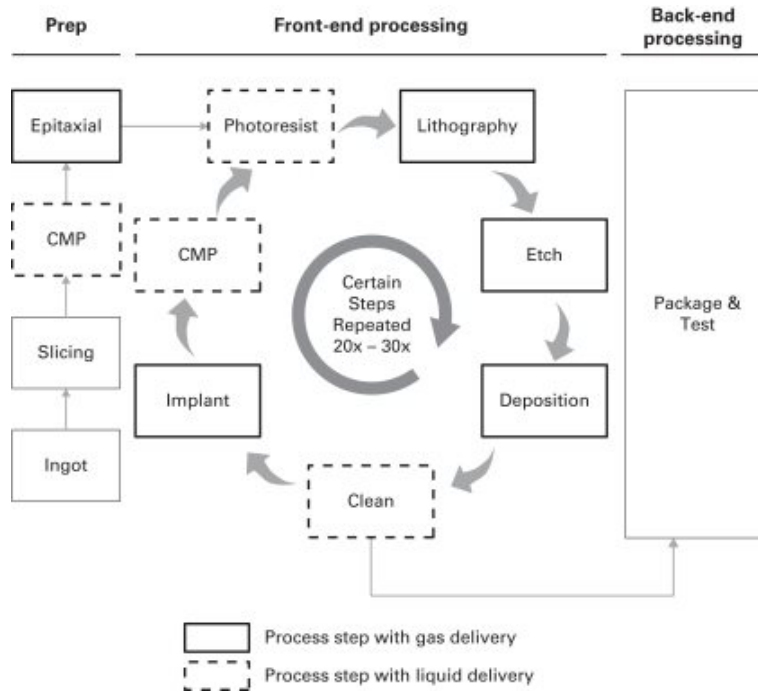 Prep
Front-end processing
Back-end
processing
Epitaxial
Photoresist
Lithography
CMP
CMP
Etch
Certain
Steps
Repeated
20x – 30x
Package &
Test
Slicing
Implant
Deposition
Ingot
Clean
Process step with gas delivery
Process step with liquid delivery